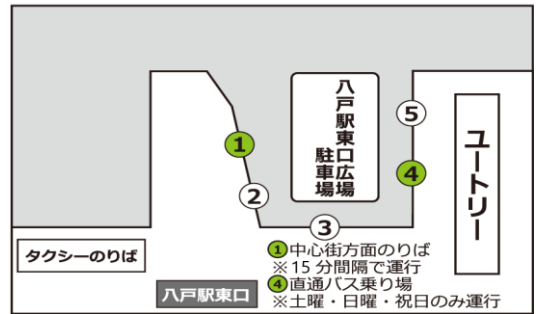 八戸駅東口広場
駐車場
1
2
3
4
5
ユートリー
タクシーのりば
八戸駅東口
1中心街方面のりば
※15分間隔で運行
4直通バス乗り場
※土曜・日曜・祝日のみ運行